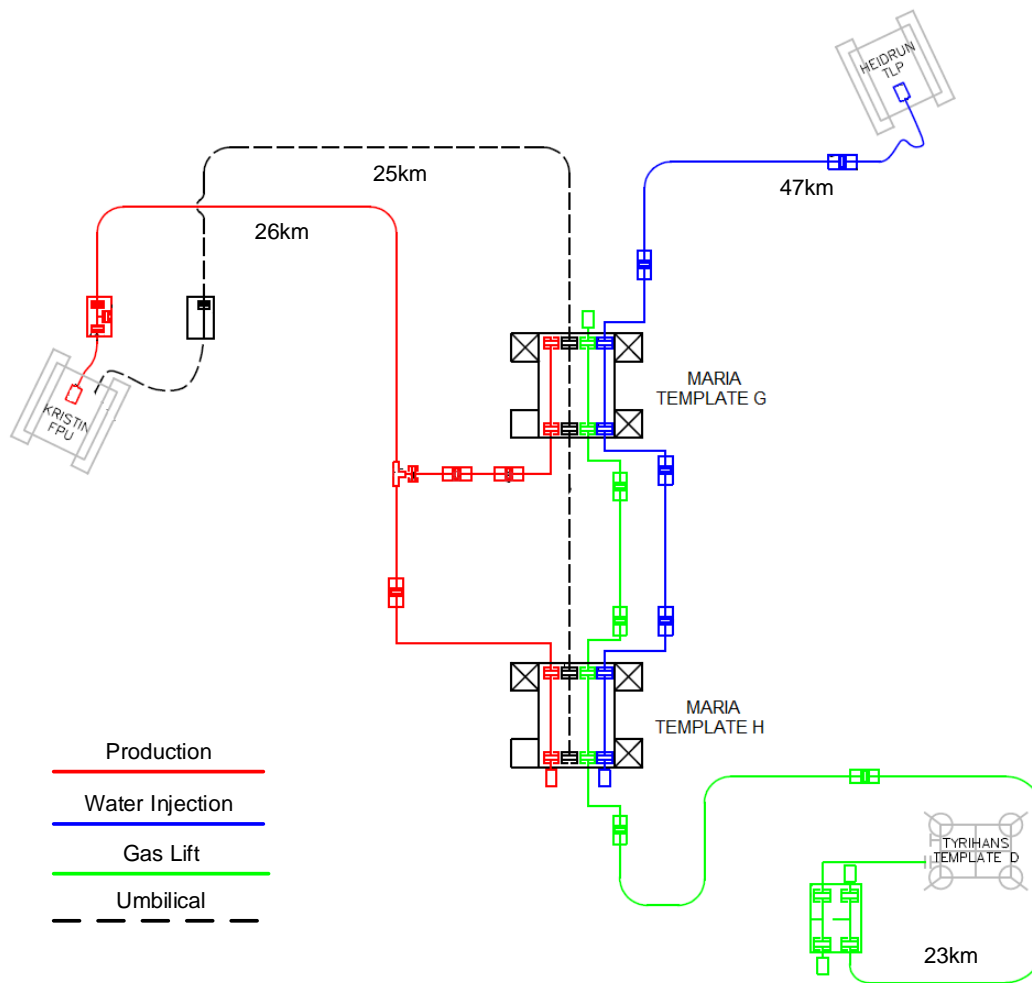 HEIDRUN
TLP
25km
47km
26km
KRISTIN
FPU
MARIA
TEMPLATE G
MARIA
TEMPLATE H
Production
Water Injection
Gas Lift
Umbilical
TYRIHANS
TEMPLATE D
23km